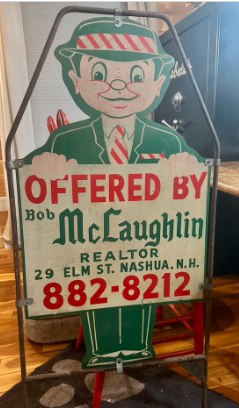 OFFERED BY
Bob McLaughlin
REALTOR
29 ELM ST. NASHUA, N.H.
882-8212